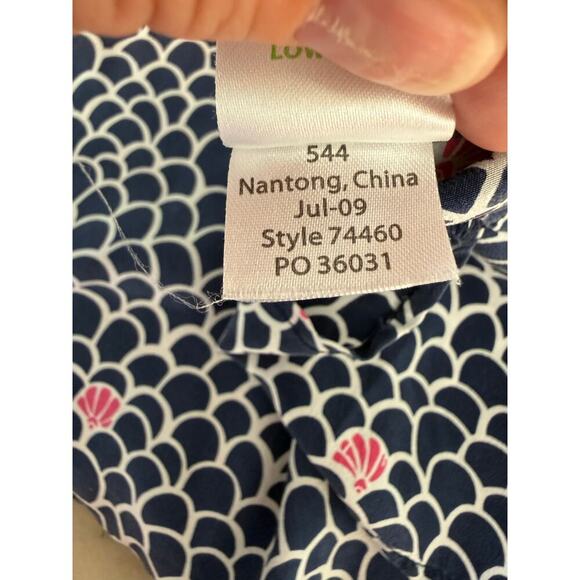 544
Nantong, China
Jul-09
Style 74460
PO 36031